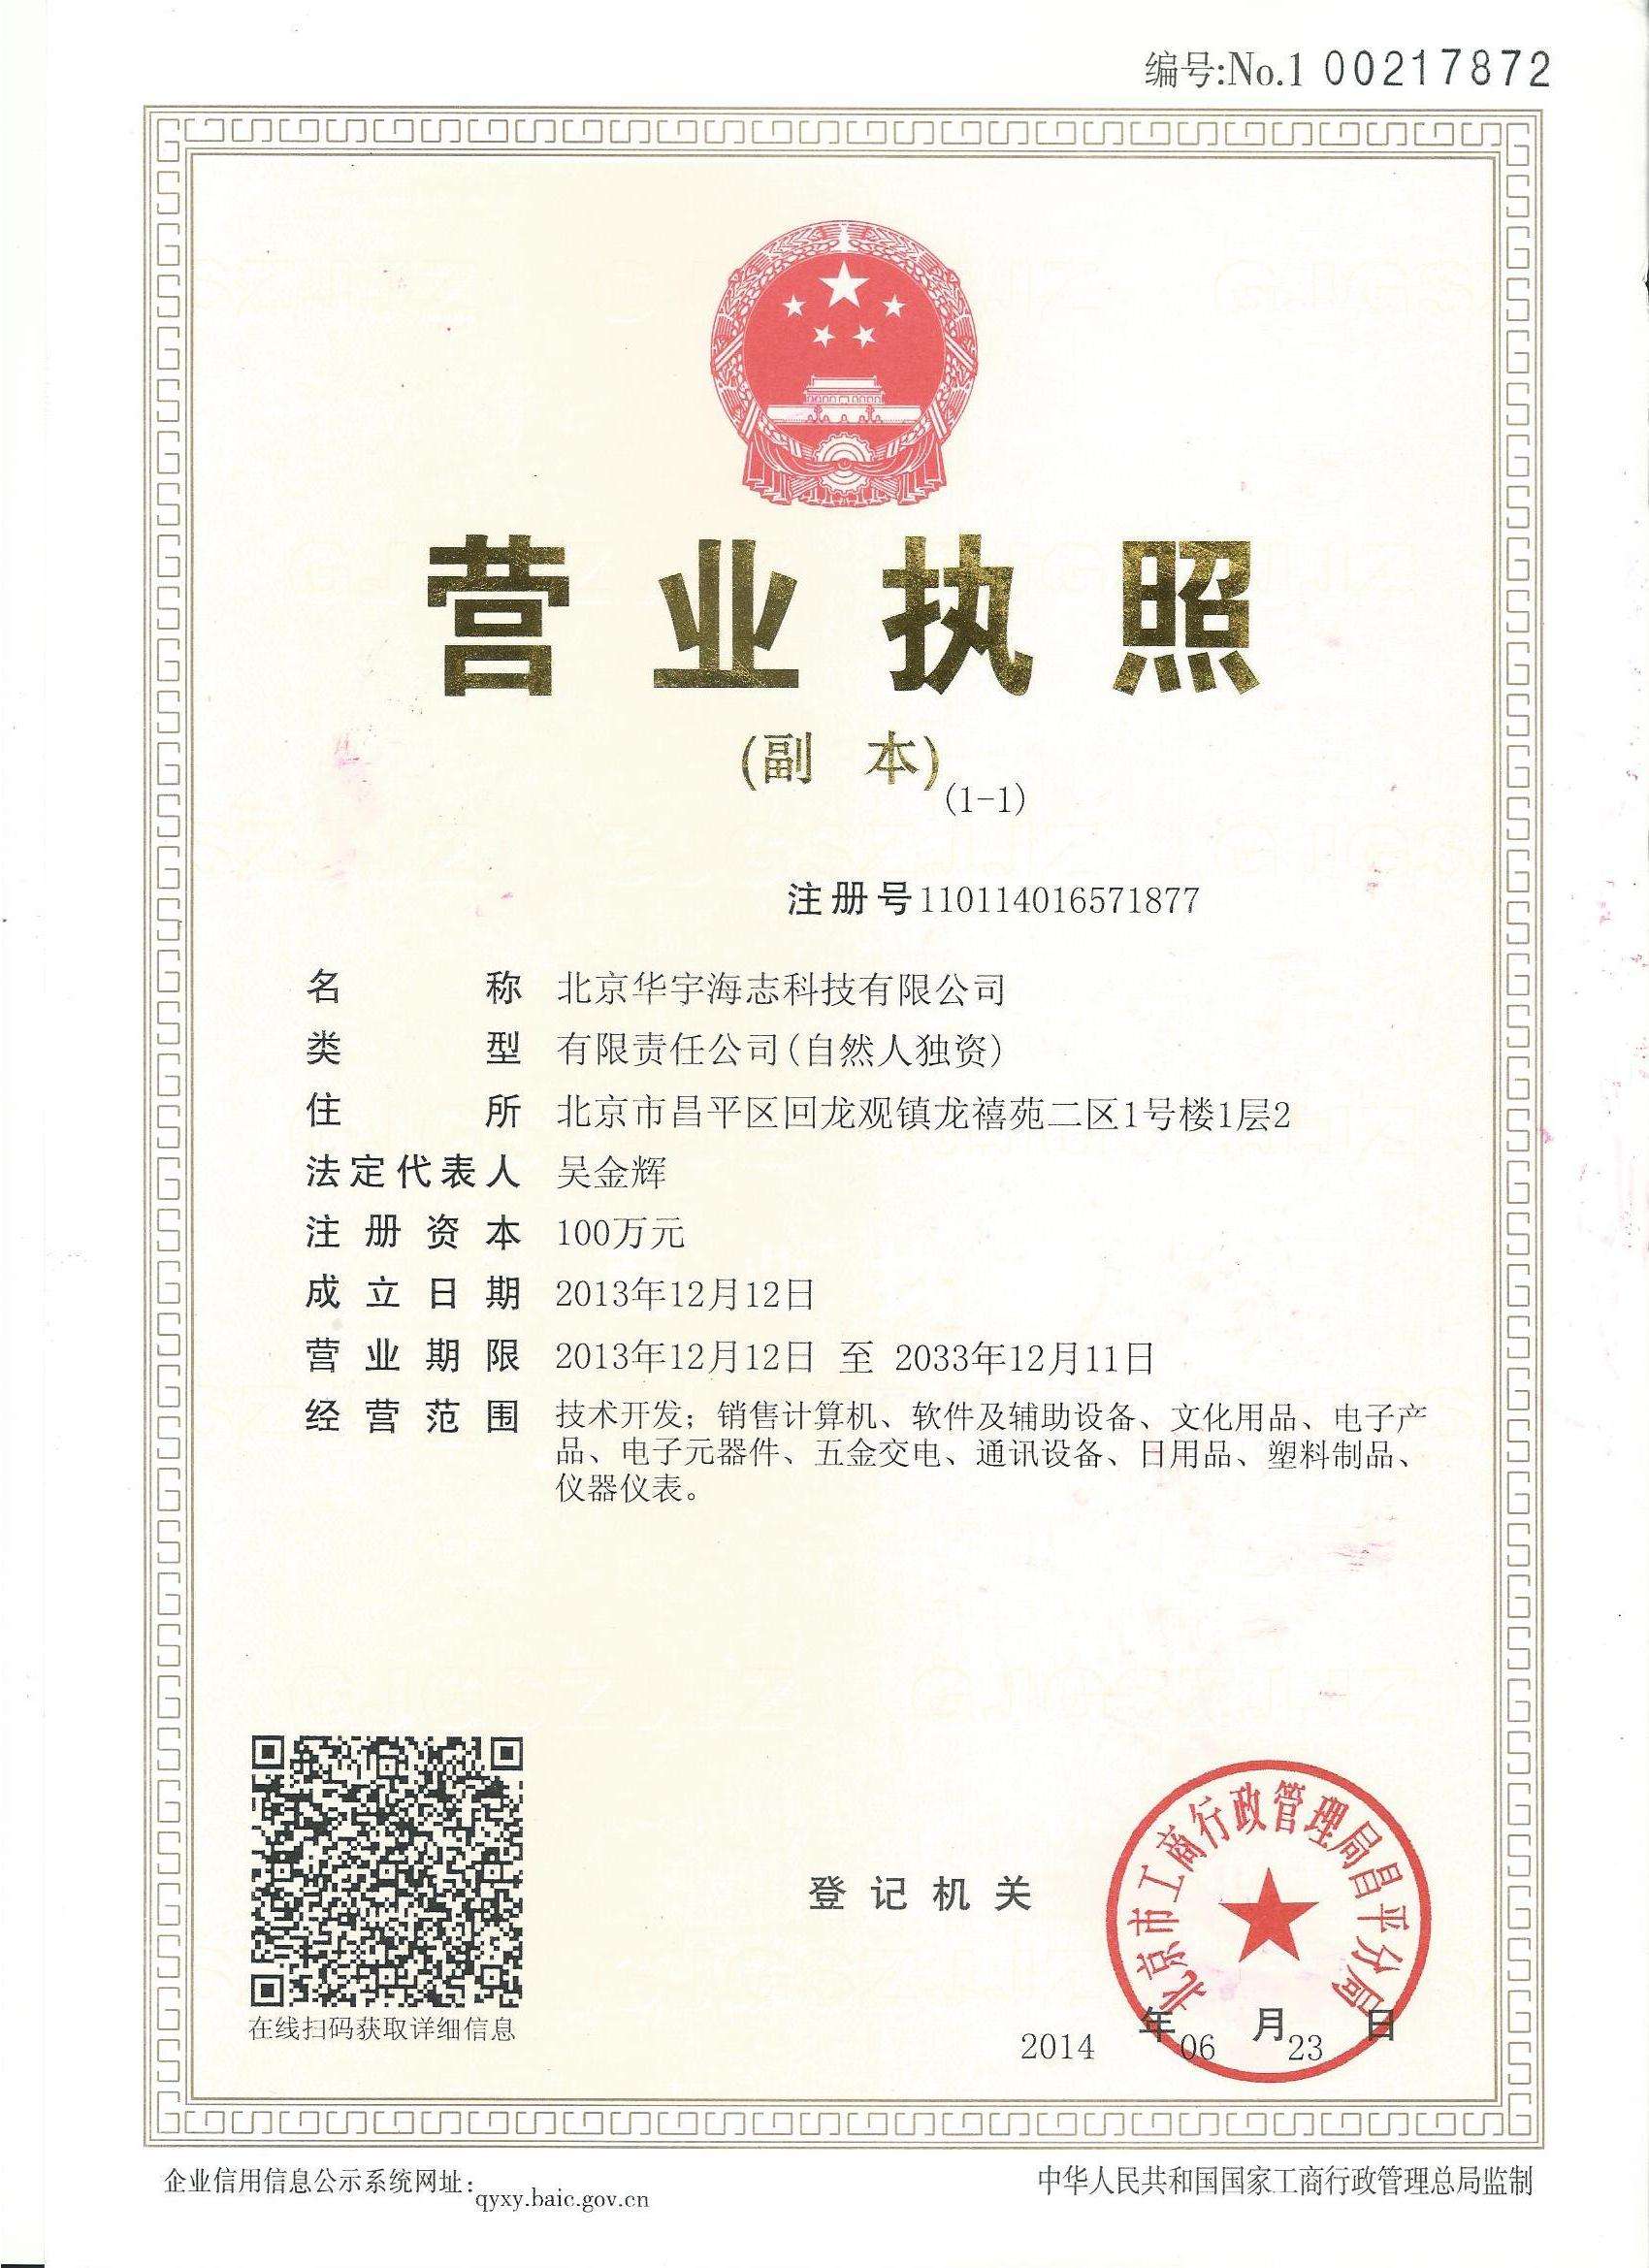 编号:No.1 00217872
营业执照
(副 本)(1-1)
注册号110114016571877
名 称 北京华宇海志科技有限公司
类 型 有限责任公司(自然人独资)
住 所 北京市昌平区回龙观镇龙禧苑二区1号楼1层2
法定代表人 吴金辉
注册资本 100万元
成立日期 2013年12月12日
营业期限 2013年12月12日 至 2033年12月11日
经营范围 技术开发；销售计算机、软件及辅助设备、文化用品、电子产
品、电子元器件、五金交电、通讯设备、日用品、塑料制品、
仪器仪表。
在线扫码获取详细信息
登记机关
北京市工商行政管理局昌平分局
2014年06月23日
企业信用信息公示系统网址：qyxy.baic.gov.cn
中华人民共和国国家工商行政管理总局监制